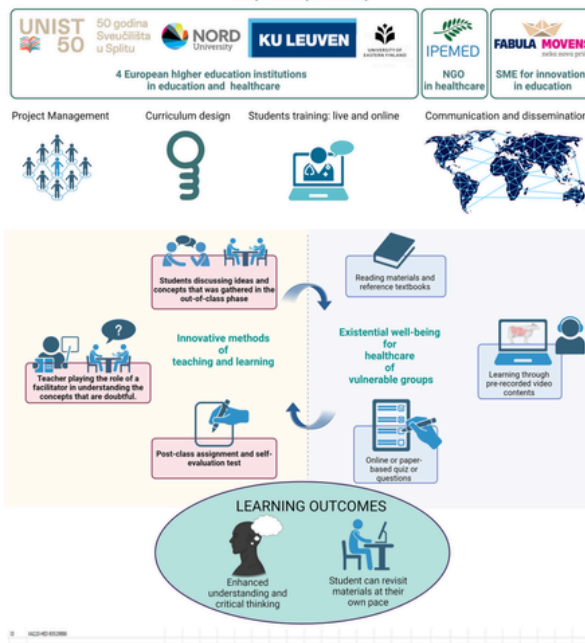 UNIST
50
50 godina
Sveučilišta
u Splitu
NORD
University
KU LEUVEN
UNIVERSITY OF
EASTERN FINLAND
IPEMED
FABULA MOVENS
4 European higher education institutions
in education and healthcare
NGO
in healthcare
SME for innovation
in education
Project Management
Curriculum design
Students training: live and online
Communication and dissemination
Students discussing ideas and
concepts that was gathered in the
out-of-class phase
Reading materials and
reference textbooks
?
Innovative methods
of
teaching and learning
Existential well-being
for
healthcare
of
vulnerable groups
Teacher playing the role of a
facilitator in understanding the
concepts that are doubtful.
Learning through
pre-recorded video
contents
Post-class assignment and self-
evaluation test
Online or paper-
based quiz or
questions
LEARNING OUTCOMES
Enhanced
understanding and
critical thinking
Student can revisit
materials at their
own pace